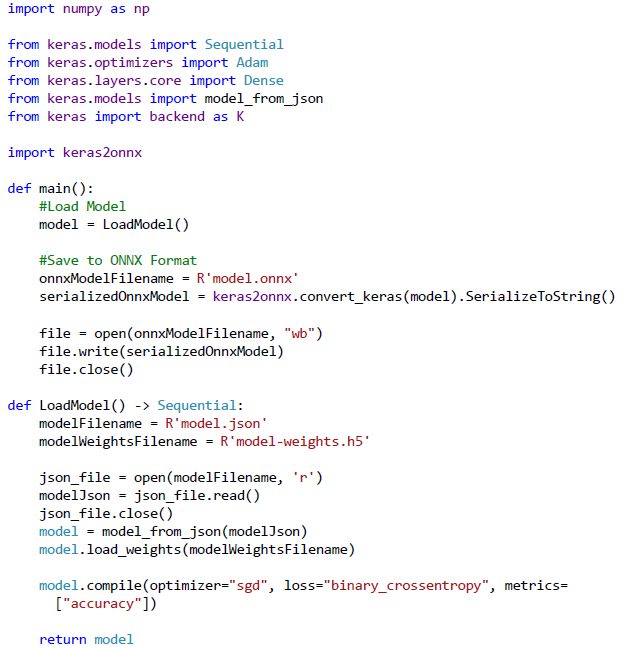 import numpy as np

from keras.models import Sequential
from keras.optimizers import Adam
from keras.layers.core import Dense
from keras.models import model_from_json
from keras import backend as K

import keras2onnx

def main():
    #Load Model
    model = LoadModel()

    #Save to ONNX Format
    onnxModelFilename = R'model.onnx'
    serializedOnnxModel = keras2onnx.convert_keras(model).SerializeToString()

    file = open(onnxModelFilename, "wb")
    file.write(serializedOnnxModel)
    file.close()

def LoadModel() -> Sequential:
    modelFilename = R'model.json'
    modelWeightsFilename = R'model-weights.h5'

    json_file = open(modelFilename, 'r')
    modelJson = json_file.read()
    json_file.close()
    model = model_from_json(modelJson)
    model.load_weights(modelWeightsFilename)

    model.compile(optimizer="sgd", loss="binary_crossentropy", metrics=
      ["accuracy"])

    return model